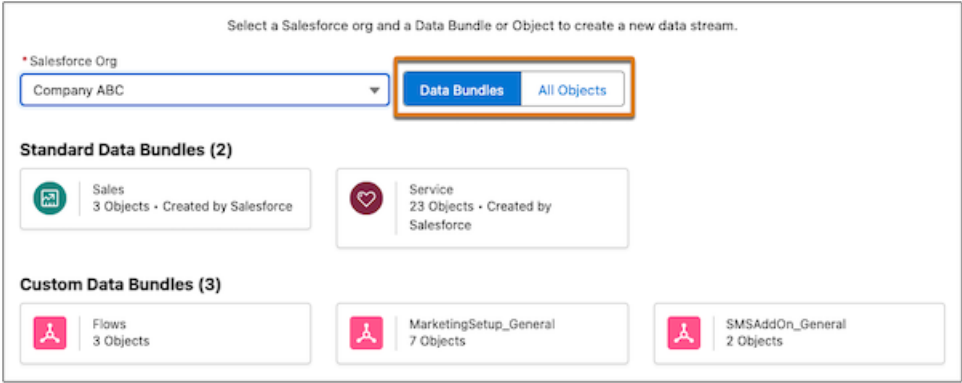 Select a Salesforce org and a Data Bundle or Object to create a new data stream.
* Salesforce Org
Company ABC
Data Bundles
All Objects
Standard Data Bundles (2)
Sales
3 Objects • Created by Salesforce
Service
23 Objects • Created by
Salesforce
Custom Data Bundles (3)
Flows
3 Objects
MarketingSetup_General
7 Objects
SMSAddOn_General
2 Objects